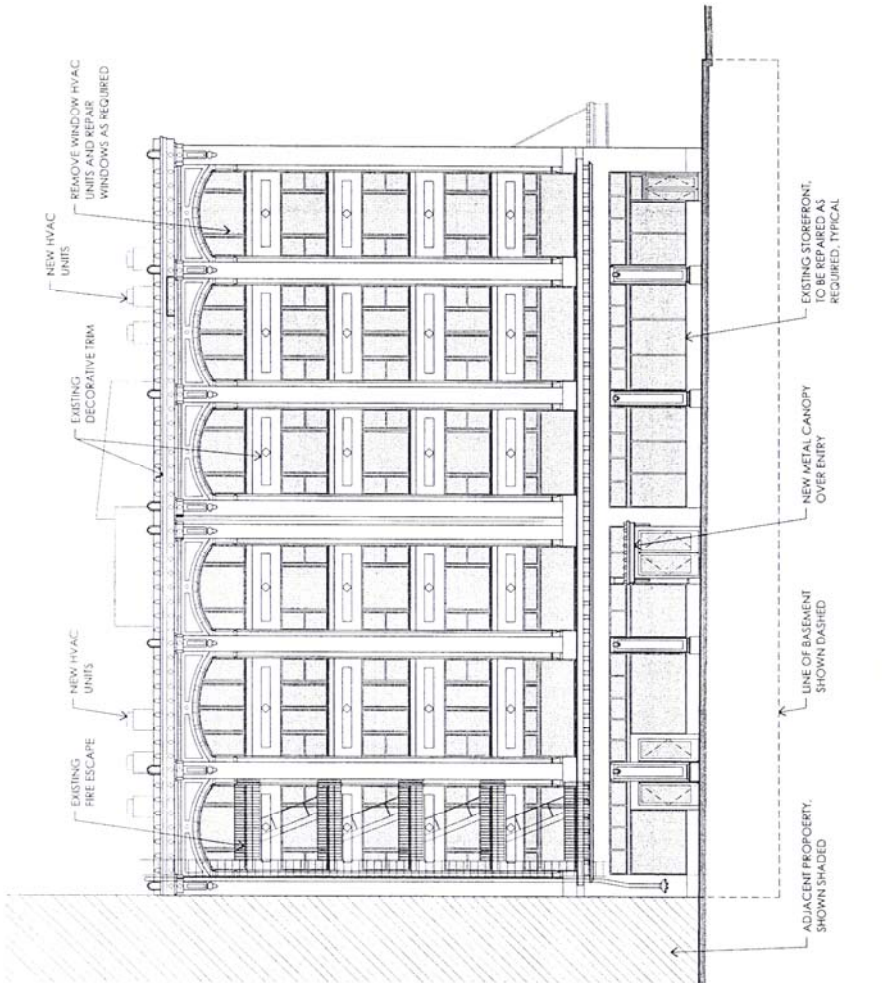 EXISTING
FIRE ESCAPE
NEW HVAC
UNITS
EXISTING
DECORATIVE TRIM
NEW HVAC
UNITS
REMOVE WINDOW HVAC
UNITS AND REPAIR
WINDOWS AS REQUIRED
ADJACENT PROPOERTY,
SHOWN SHADED
LINE OF BASEMENT
SHOWN DASHED
NEW METAL CANOPY
OVER ENTRY
EXISTING STOREFRONT,
TO BE REPAIRED AS
REQUIRED, TYPICAL